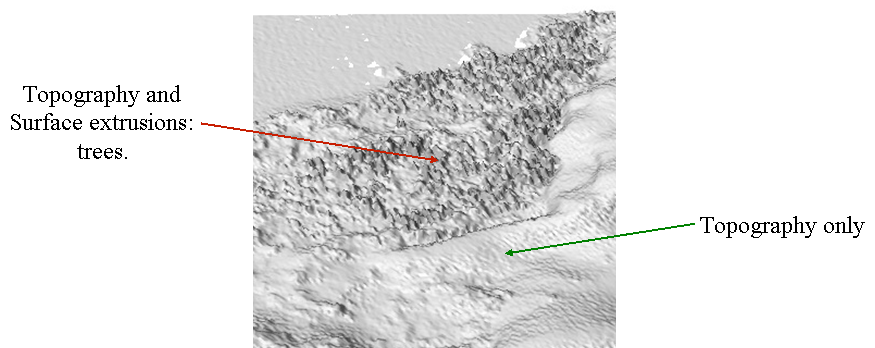 Topography and
Surface extrusions:
trees.
Topography only